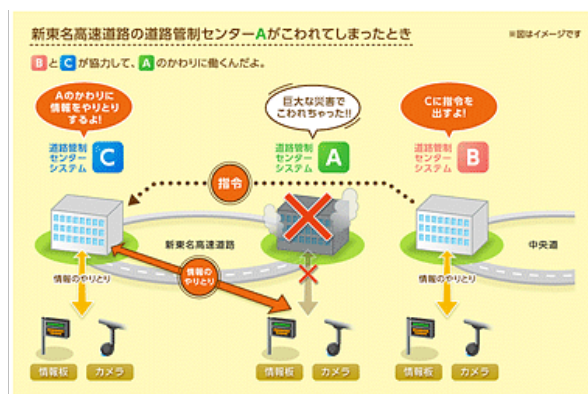 新東名高速道路の道路管制センターAがこわれてしまったとき
※図はイメージです
BとCが協力して、Aのかわりに働くんだよ。
Aのかわりに
情報をやりとり
するよ!
巨大な災害で
こわれちゃった!!
Cに指令を
出すよ!
道路管制
センター
システム
C
道路管制
センター
システム
A
道路管制
センター
システム
B
指令
新東名高速道路
中央道
情報のやりとり
情報の
やりとり
情報のやりとり
情報板
カメラ
情報板
カメラ
情報板
カメラ